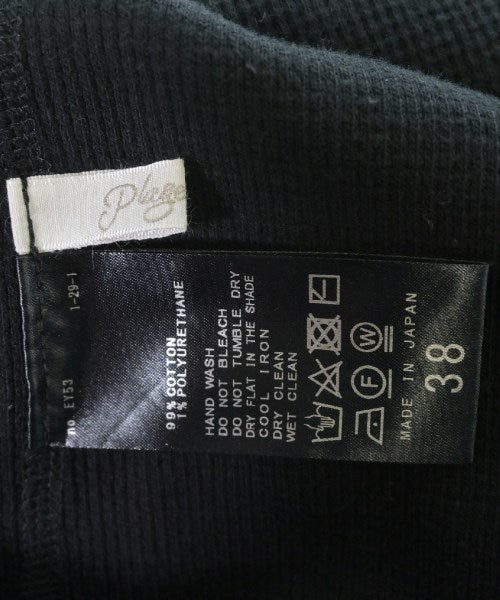 Plage
no EY53 1-29-1
99% COTTON
1% POLYURETHANE
HAND WASH
DO NOT BLEACH
DO NOT TUMBLE DRY
DRY FLAT IN THE SHADE
COOL IRON
DRY CLEAN
WET CLEAN
F W
MADE IN JAPAN
38